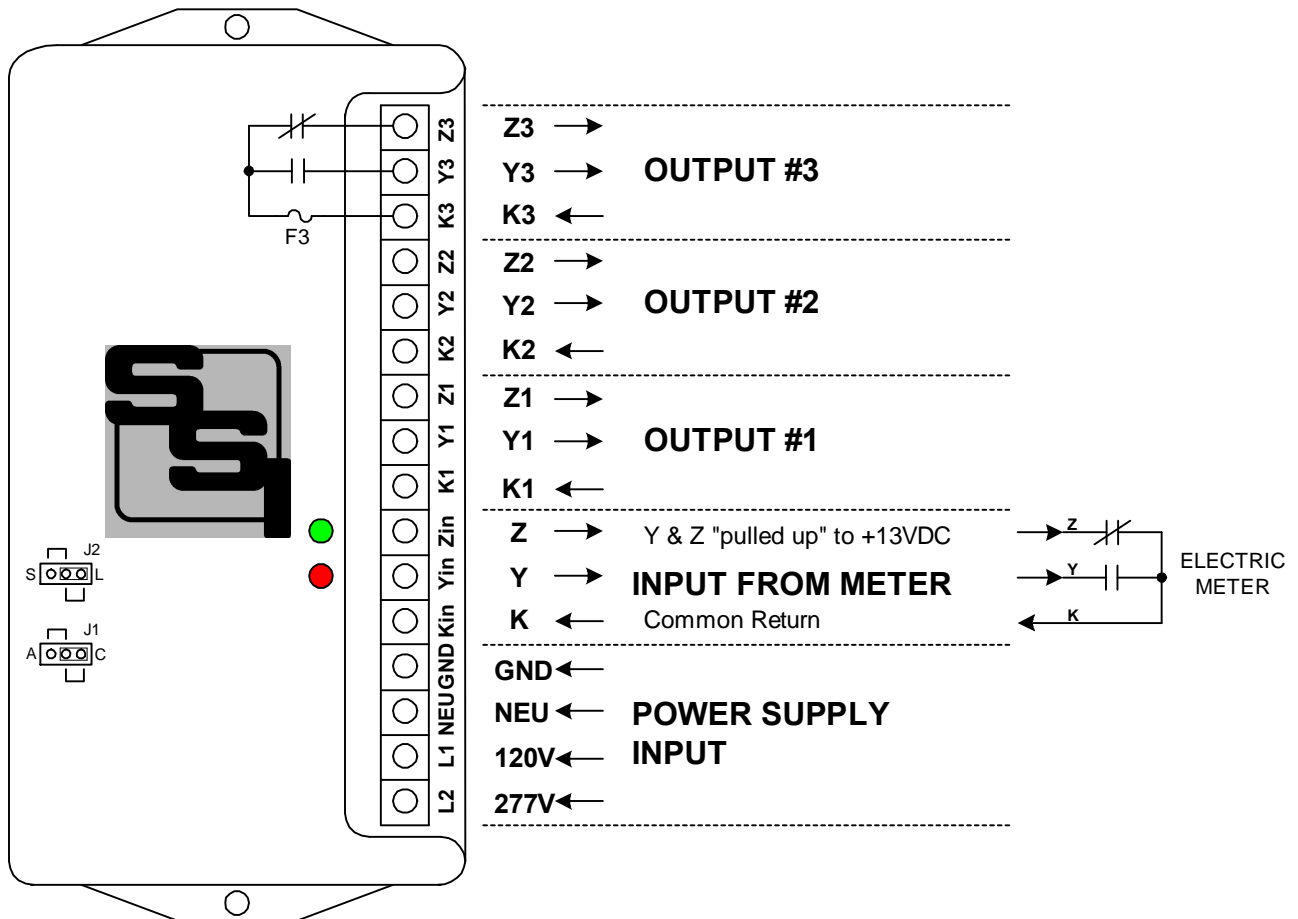 Z3
Y3
K3
Z2
Y2
K2
Z1
Y1
K1
Zin
Yin
Kin
GND
NEU
L1
L2
F3
SSI
J2
S L
J1
A C
Z3
Y3 OUTPUT #3
K3
Z2
Y2 OUTPUT #2
K2
Z1
Y1 OUTPUT #1
K1
Z Y & Z "pulled up" to +13VDC
Y INPUT FROM METER
K Common Return
GND
NEU POWER SUPPLY
120V INPUT
277V
Z
Y
K
ELECTRIC
METER